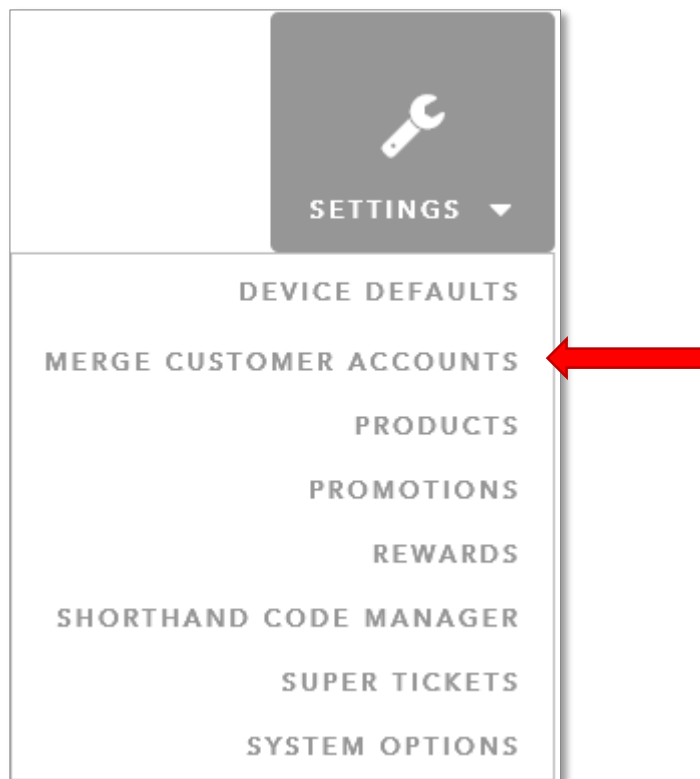 SETTINGS
DEVICE DEFAULTS
MERGE CUSTOMER ACCOUNTS
PRODUCTS
PROMOTIONS
REWARDS
SHORTHAND CODE MANAGER
SUPER TICKETS
SYSTEM OPTIONS